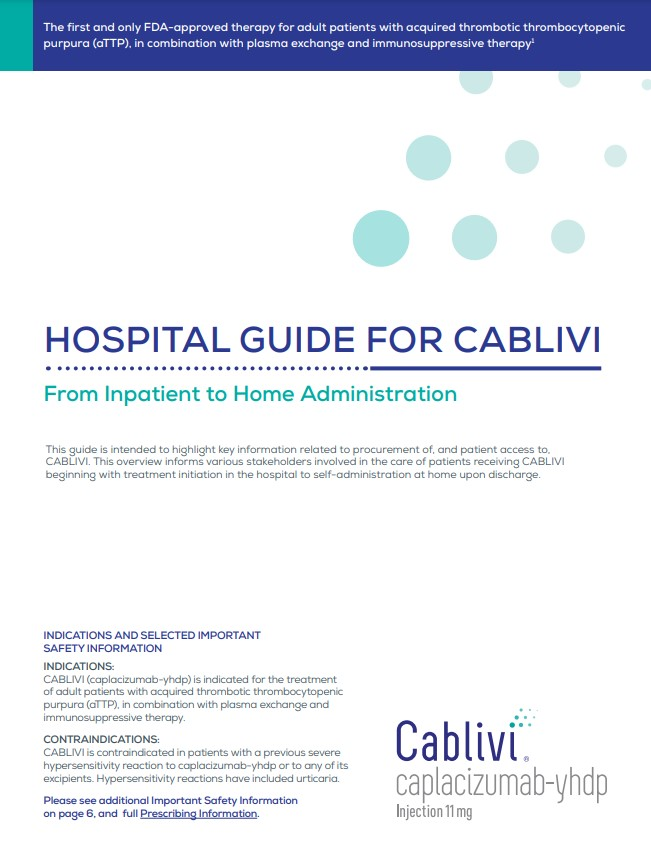 The first and only FDA-approved therapy for adult patients with acquired thrombotic thrombocytopenic
purpura (aTTP), in combination with plasma exchange and immunosuppressive therapy¹
HOSPITAL GUIDE FOR CABLIVI
From Inpatient to Home Administration
This guide is intended to highlight key information related to procurement of, and patient access to,
CABLIVI. This overview informs various stakeholders involved in the care of patients receiving CABLIVI
beginning with treatment initiation in the hospital to self-administration at home upon discharge.
INDICATIONS AND SELECTED IMPORTANT
SAFETY INFORMATION
INDICATIONS:
CABLIVI (caplacizumab-yhdp) is indicated for the treatment
of adult patients with acquired thrombotic thrombocytopenic
purpura (aTTP), in combination with plasma exchange and
immunosuppressive therapy.
CONTRAINDICATIONS:
CABLIVI is contraindicated in patients with a previous severe
hypersensitivity reaction to caplacizumab-yhdp or to any of its
excipients. Hypersensitivity reactions have included urticaria.
Please see additional Important Safety Information
on page 6, and full Prescribing Information.
Cablivi®
caplacizumab-yhdp
Injection 11 mg